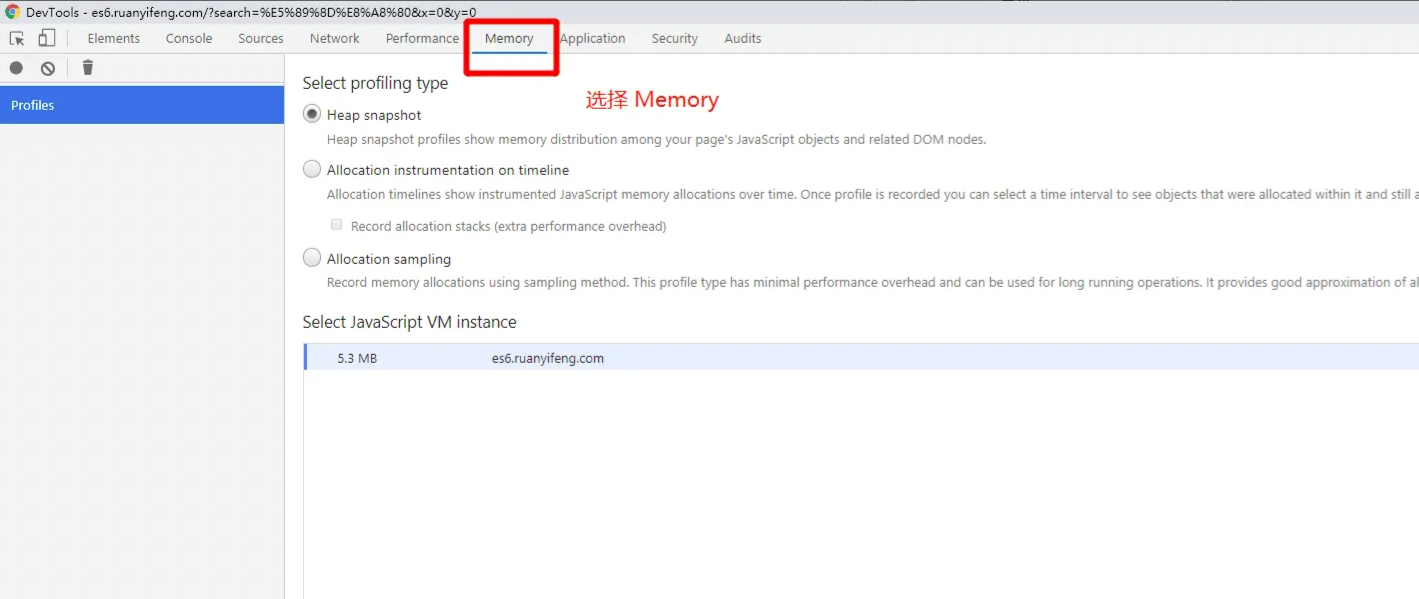 DevTools - es6.ruanyifeng.com/?search=%E5%89%8D%E8%A8%80&x=0&y=0
Elements Console Sources Network Performance Memory Application Security Audits
Profiles
Select profiling type
选择 Memory
Heap snapshot
Heap snapshot profiles show memory distribution among your page's JavaScript objects and related DOM nodes.
Allocation instrumentation on timeline
Allocation timelines show instrumented JavaScript memory allocations over time. Once profile is recorded you can select a time interval to see objects that were allocated within it and still a
Record allocation stacks (extra performance overhead)
Allocation sampling
Record memory allocations using sampling method. This profile type has minimal performance overhead and can be used for long running operations. It provides good approximation of al
Select JavaScript VM instance
5.3 MB es6.ruanyifeng.com